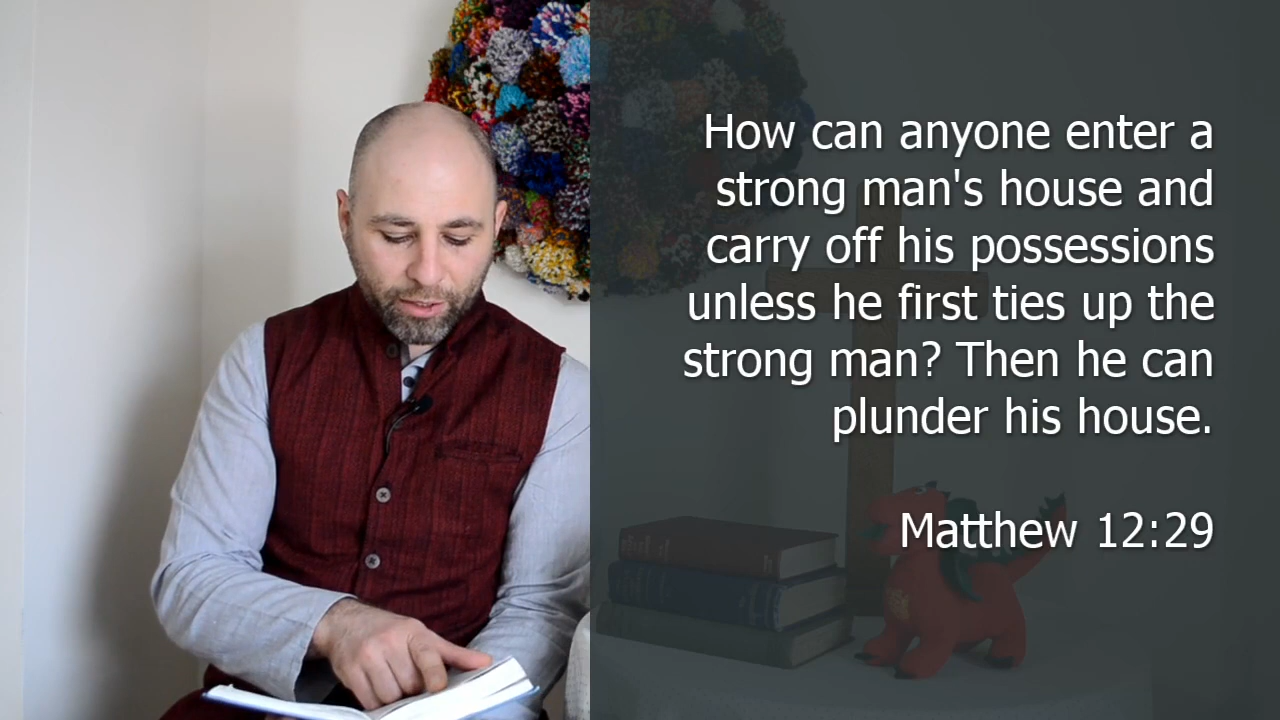 How can anyone enter a
strong man's house and
carry off his possessions
unless he first ties up the
strong man? Then he can
plunder his house.
Matthew 12:29